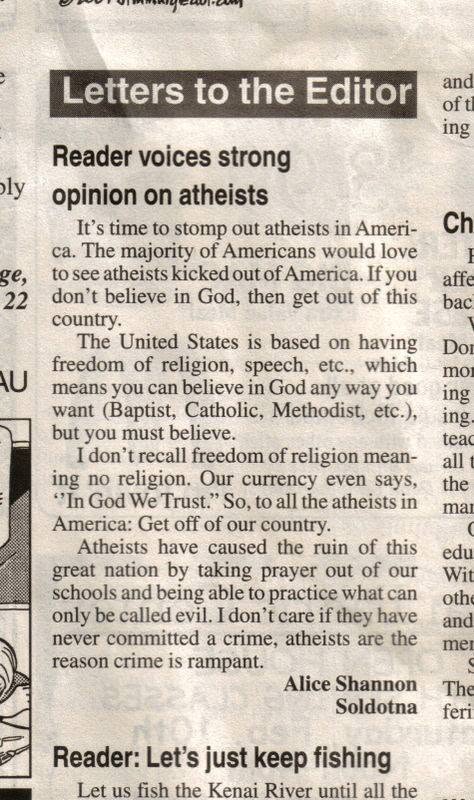 Letters to the Editor
Reader voices strong
opinion on atheists
It's time to stomp out atheists in Ameri-
ca. The majority of Americans would love
to see atheists kicked out of America. If you
don't believe in God, then get out of this
country.
The United States is based on having
freedom of religion, speech, etc., which
means you can believe in God any way you
want (Baptist, Catholic, Methodist, etc.),
but you must believe.
I don't recall freedom of religion mean-
ing no religion. Our currency even says,
‘’In God We Trust.” So, to all the atheists in
America: Get off of our country.
Atheists have caused the ruin of this
great nation by taking prayer out of our
schools and being able to practice what can
only be called evil. I don't care if they have
never committed a crime, atheists are the
reason crime is rampant.
Alice Shannon
Soldotna
Reader: Let's just keep fishing
Let us fish the Kenai River until all the